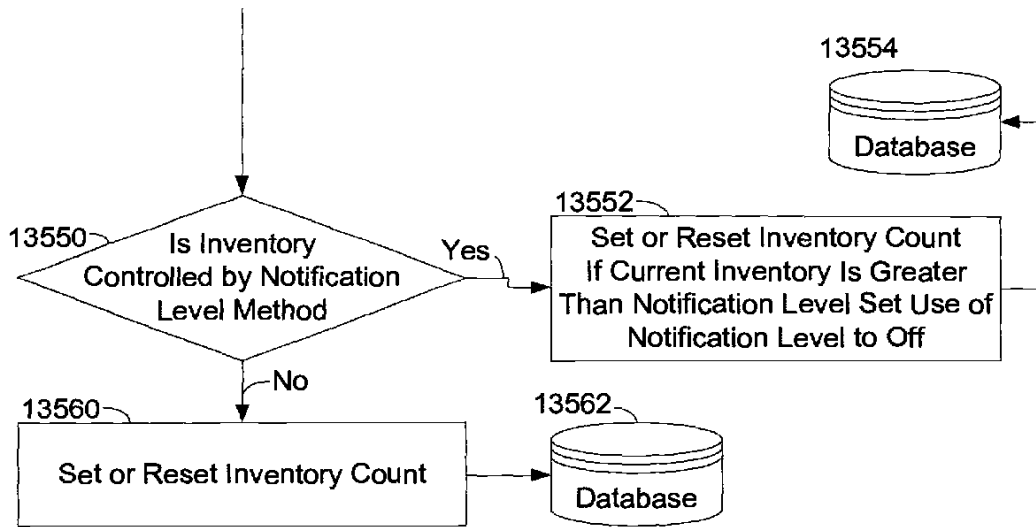 13554
Database
13550
Is Inventory
Controlled by Notification
Level Method
Yes
13552
Set or Reset Inventory Count
If Current Inventory Is Greater
Than Notification Level Set Use of
Notification Level to Off
No
13560
Set or Reset Inventory Count
13562
Database